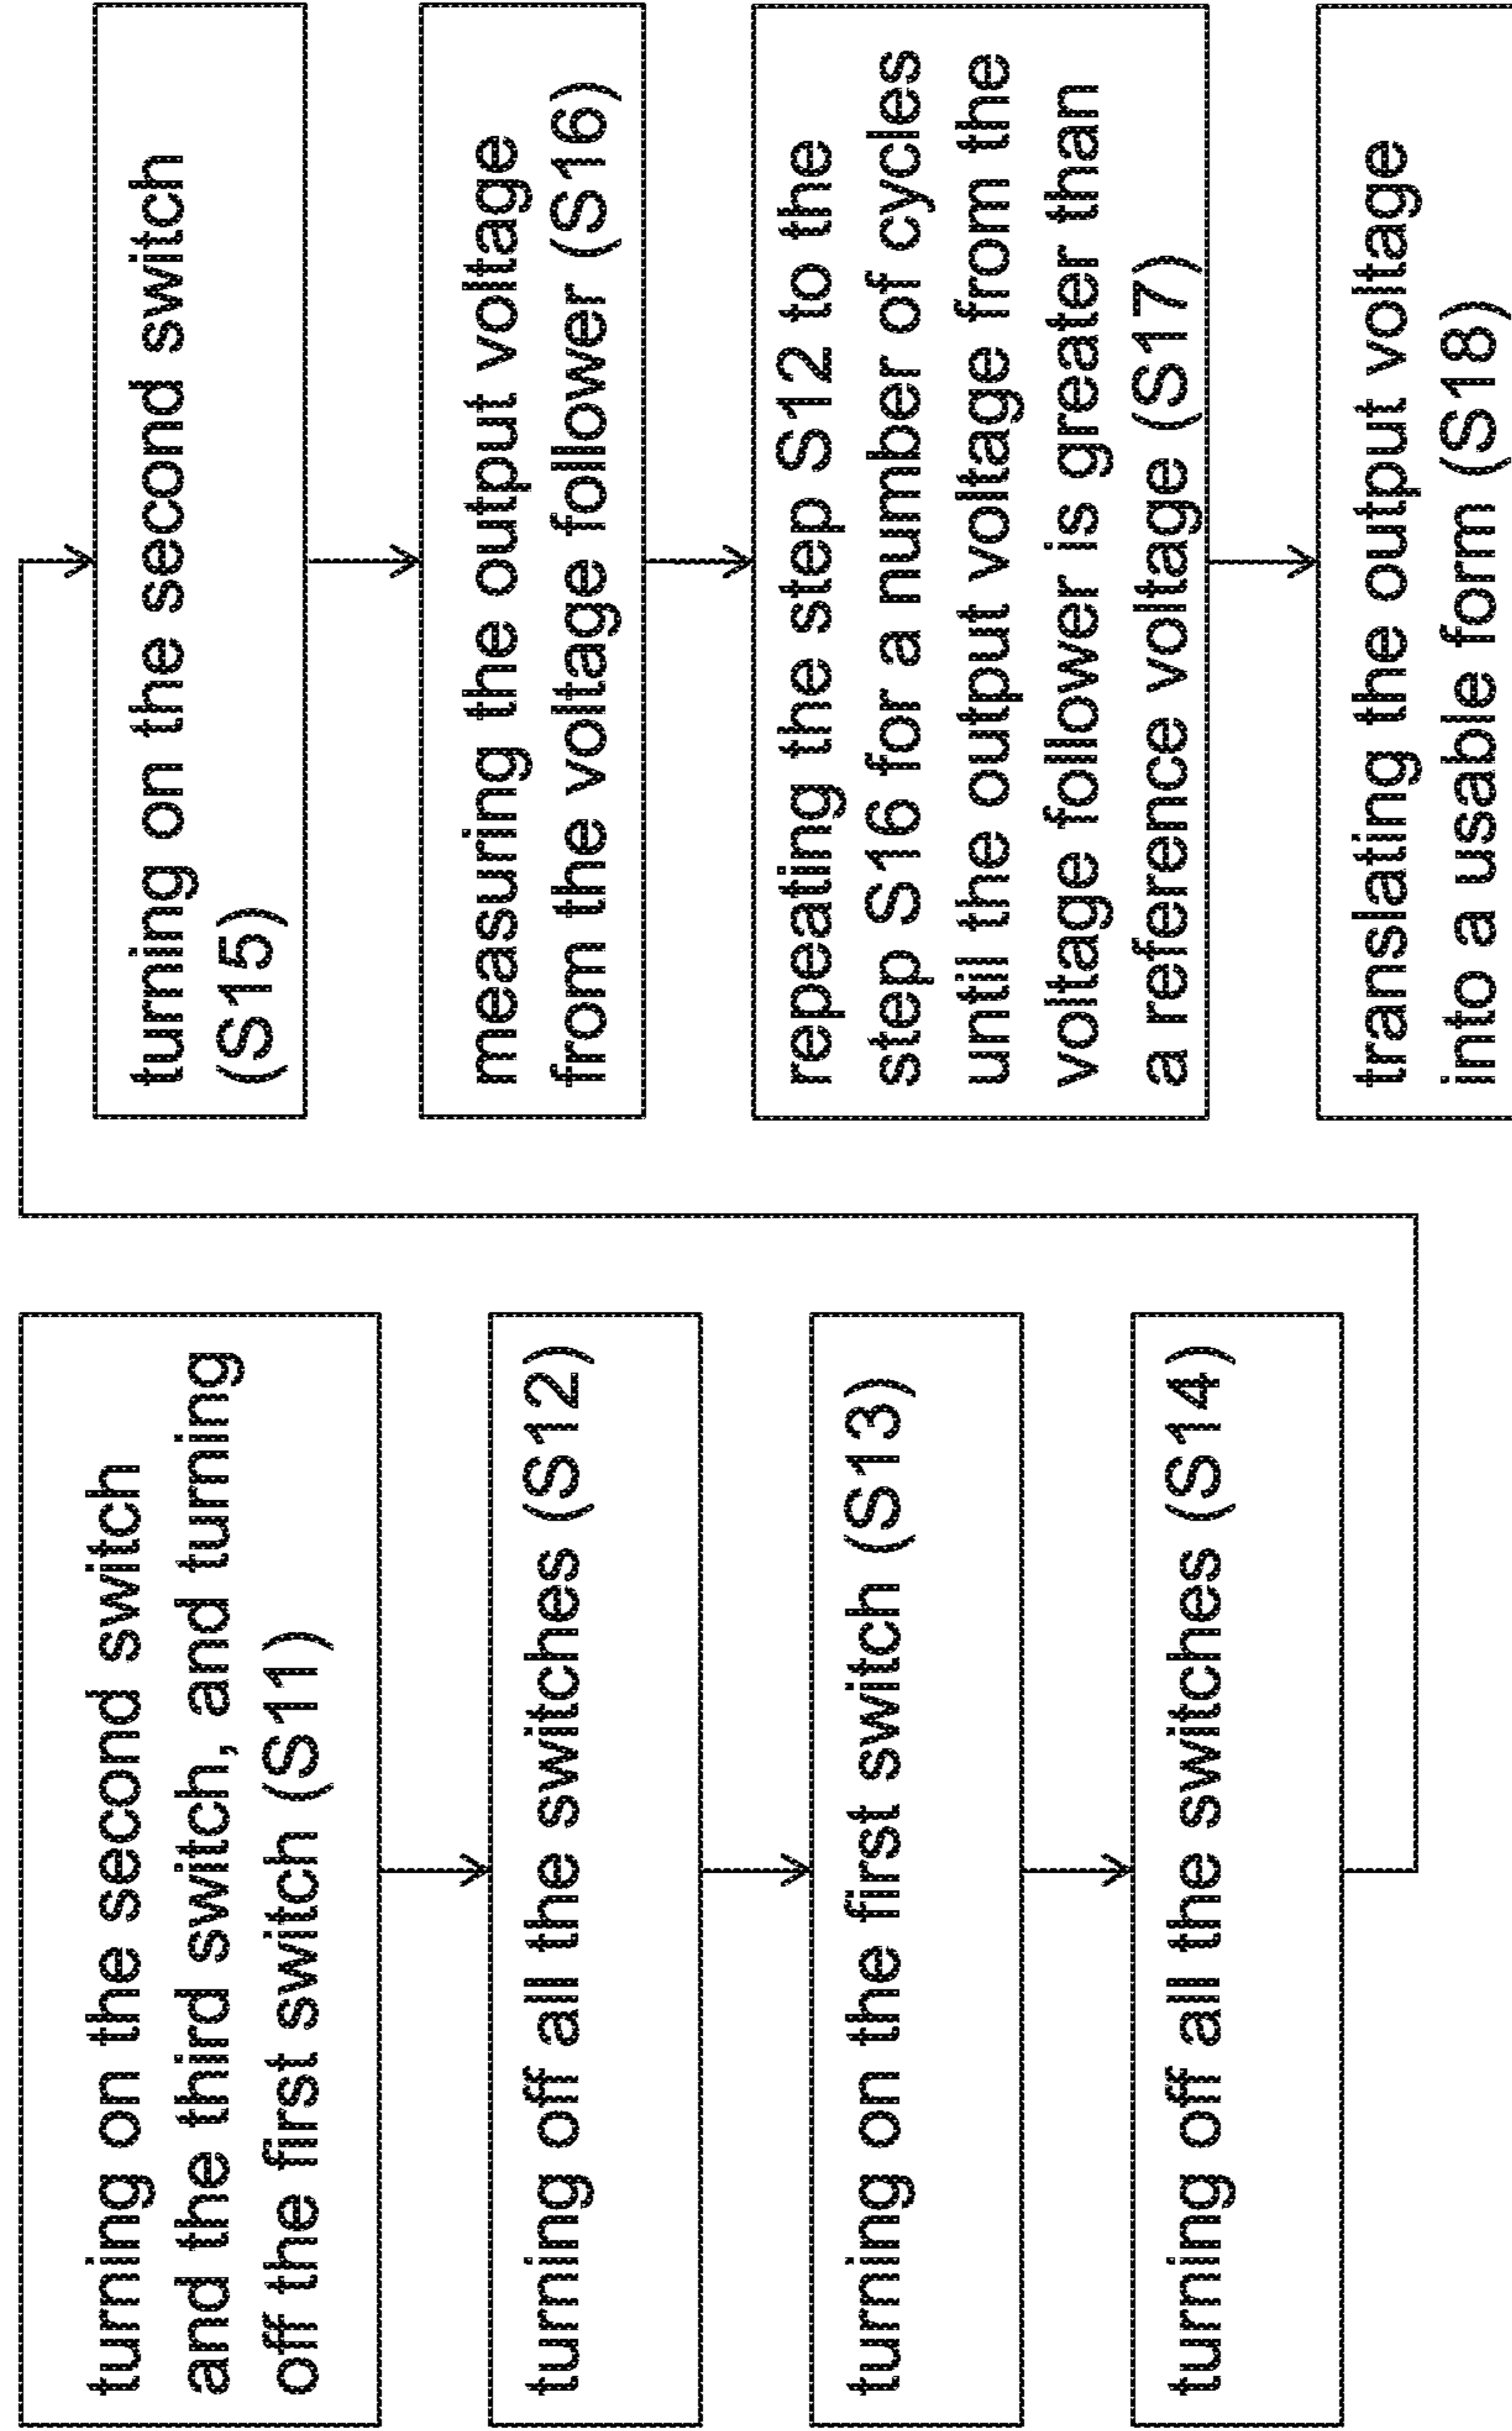 turning on the second switch
and the third switch, and turning
off the first switch (S11)
turning off all the switches (S12)
turning on the first switch (S13)
turning off all the switches (S14)
turning on the second switch
(S15)
measuring the output voltage
from the voltage follower (S16)
repeating the step S12 to the
step S16 for a number of cycles
until the output voltage from the
voltage follower is greater than
a reference voltage (S17)
translating the output voltage
into a usable form (S18)